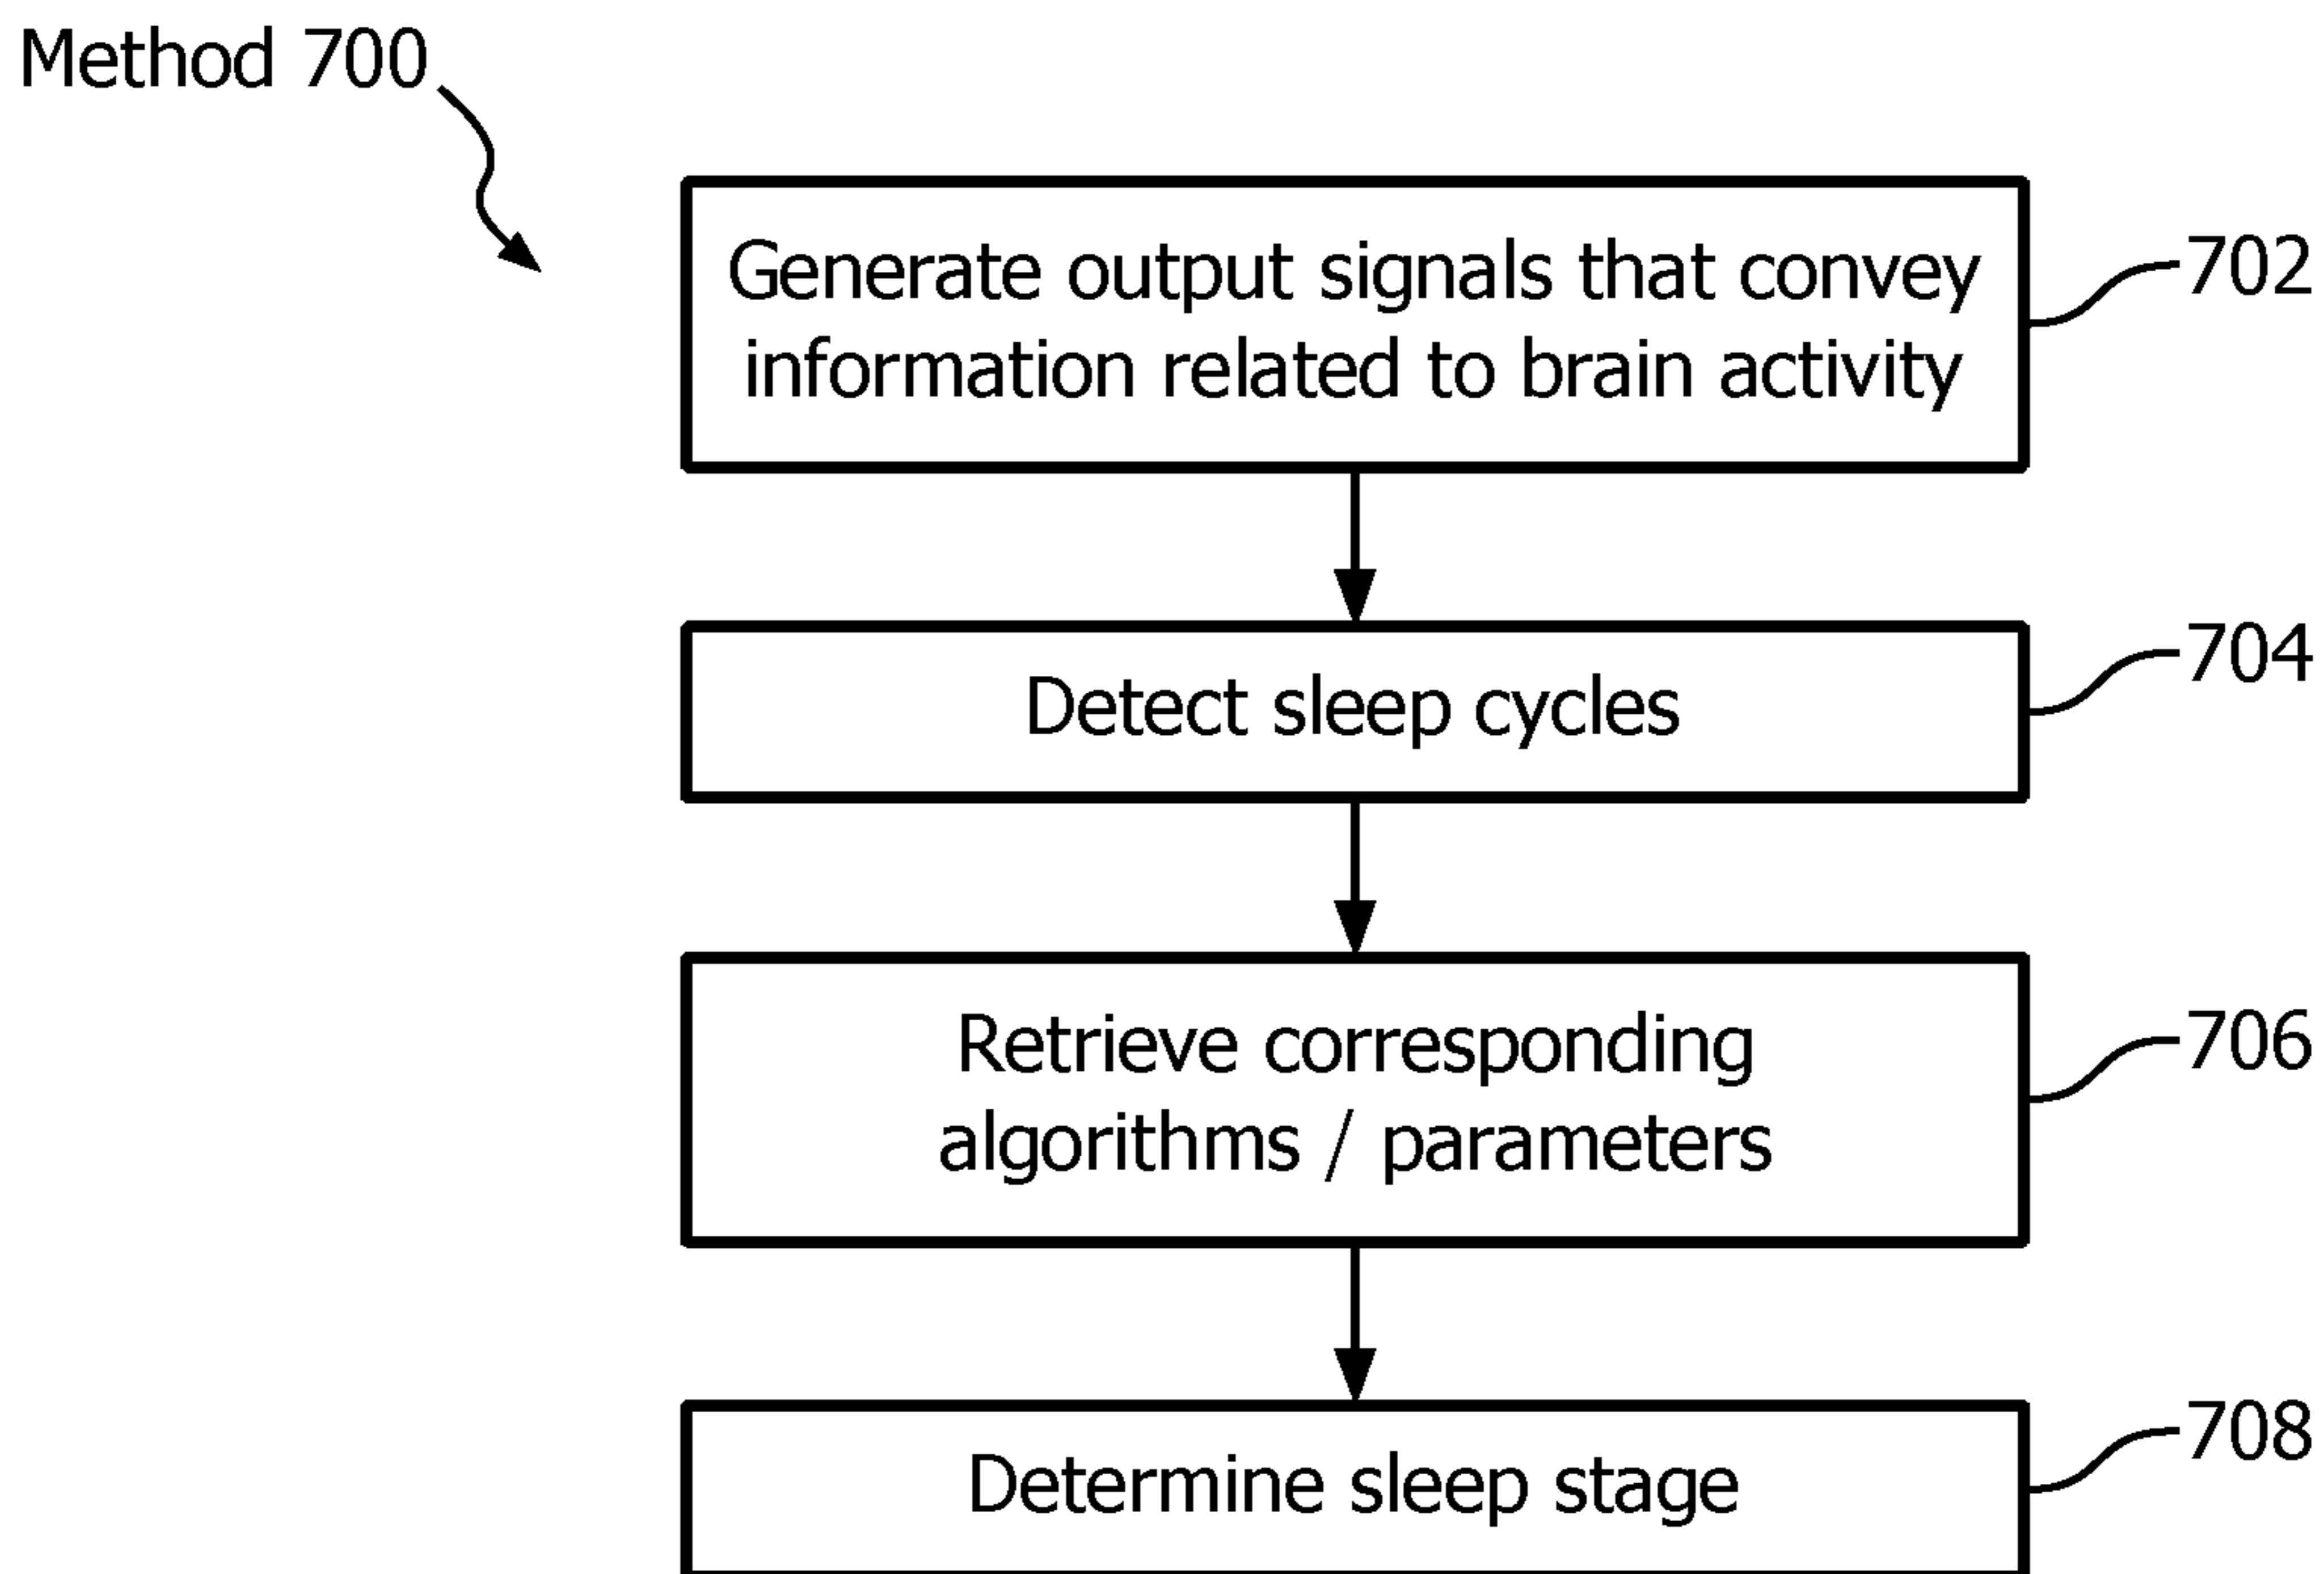 Method 700
Generate output signals that convey
information related to brain activity
702
Detect sleep cycles
704
Retrieve corresponding
algorithms / parameters
706
Determine sleep stage
708